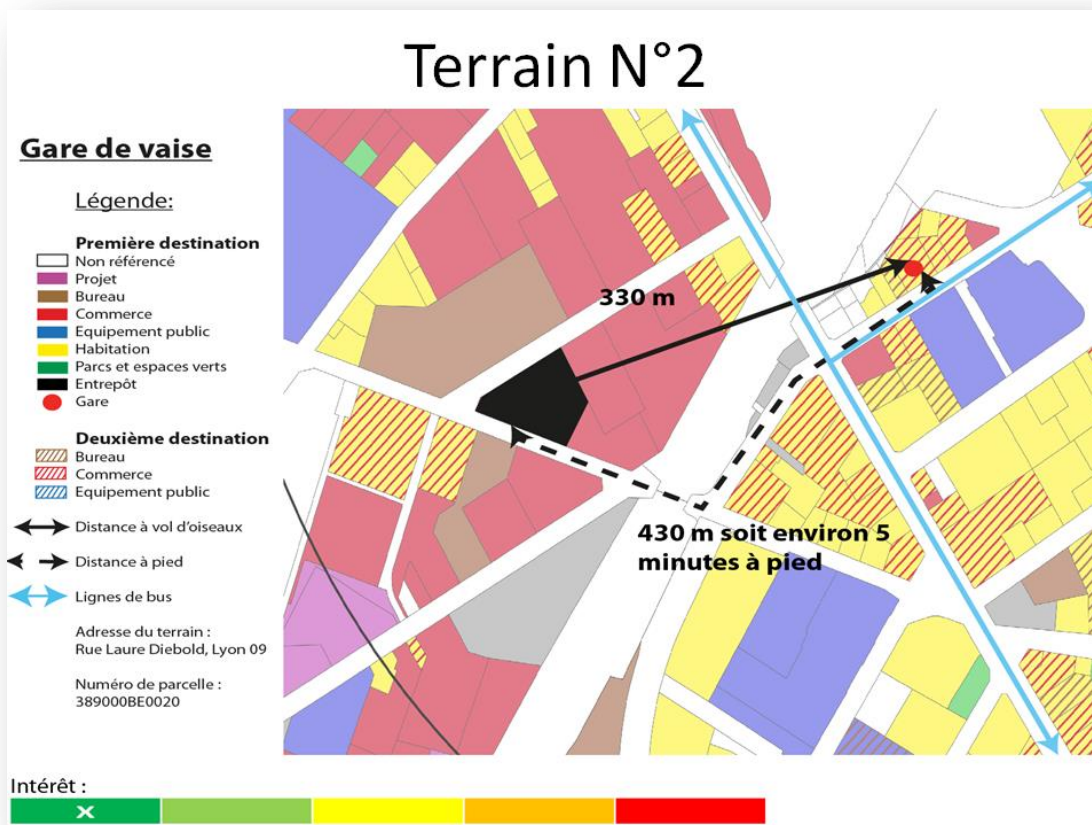 Terrain N°2
Gare de vaise
Légende:
Première destination
Non référencé
Projet
Bureau
Commerce
Equipement public
Habitation
Parcs et espaces verts
Entrepôt
Gare
Deuxième destination
Bureau
Commerce
Equipement public
Distance à vol d'oiseaux
Distance à pied
Lignes de bus
Adresse du terrain :
Rue Laure Diebold, Lyon 09
Numéro de parcelle :
389000BE0020
330 m
430 m soit environ 5
minutes à pied
Intérêt :
X